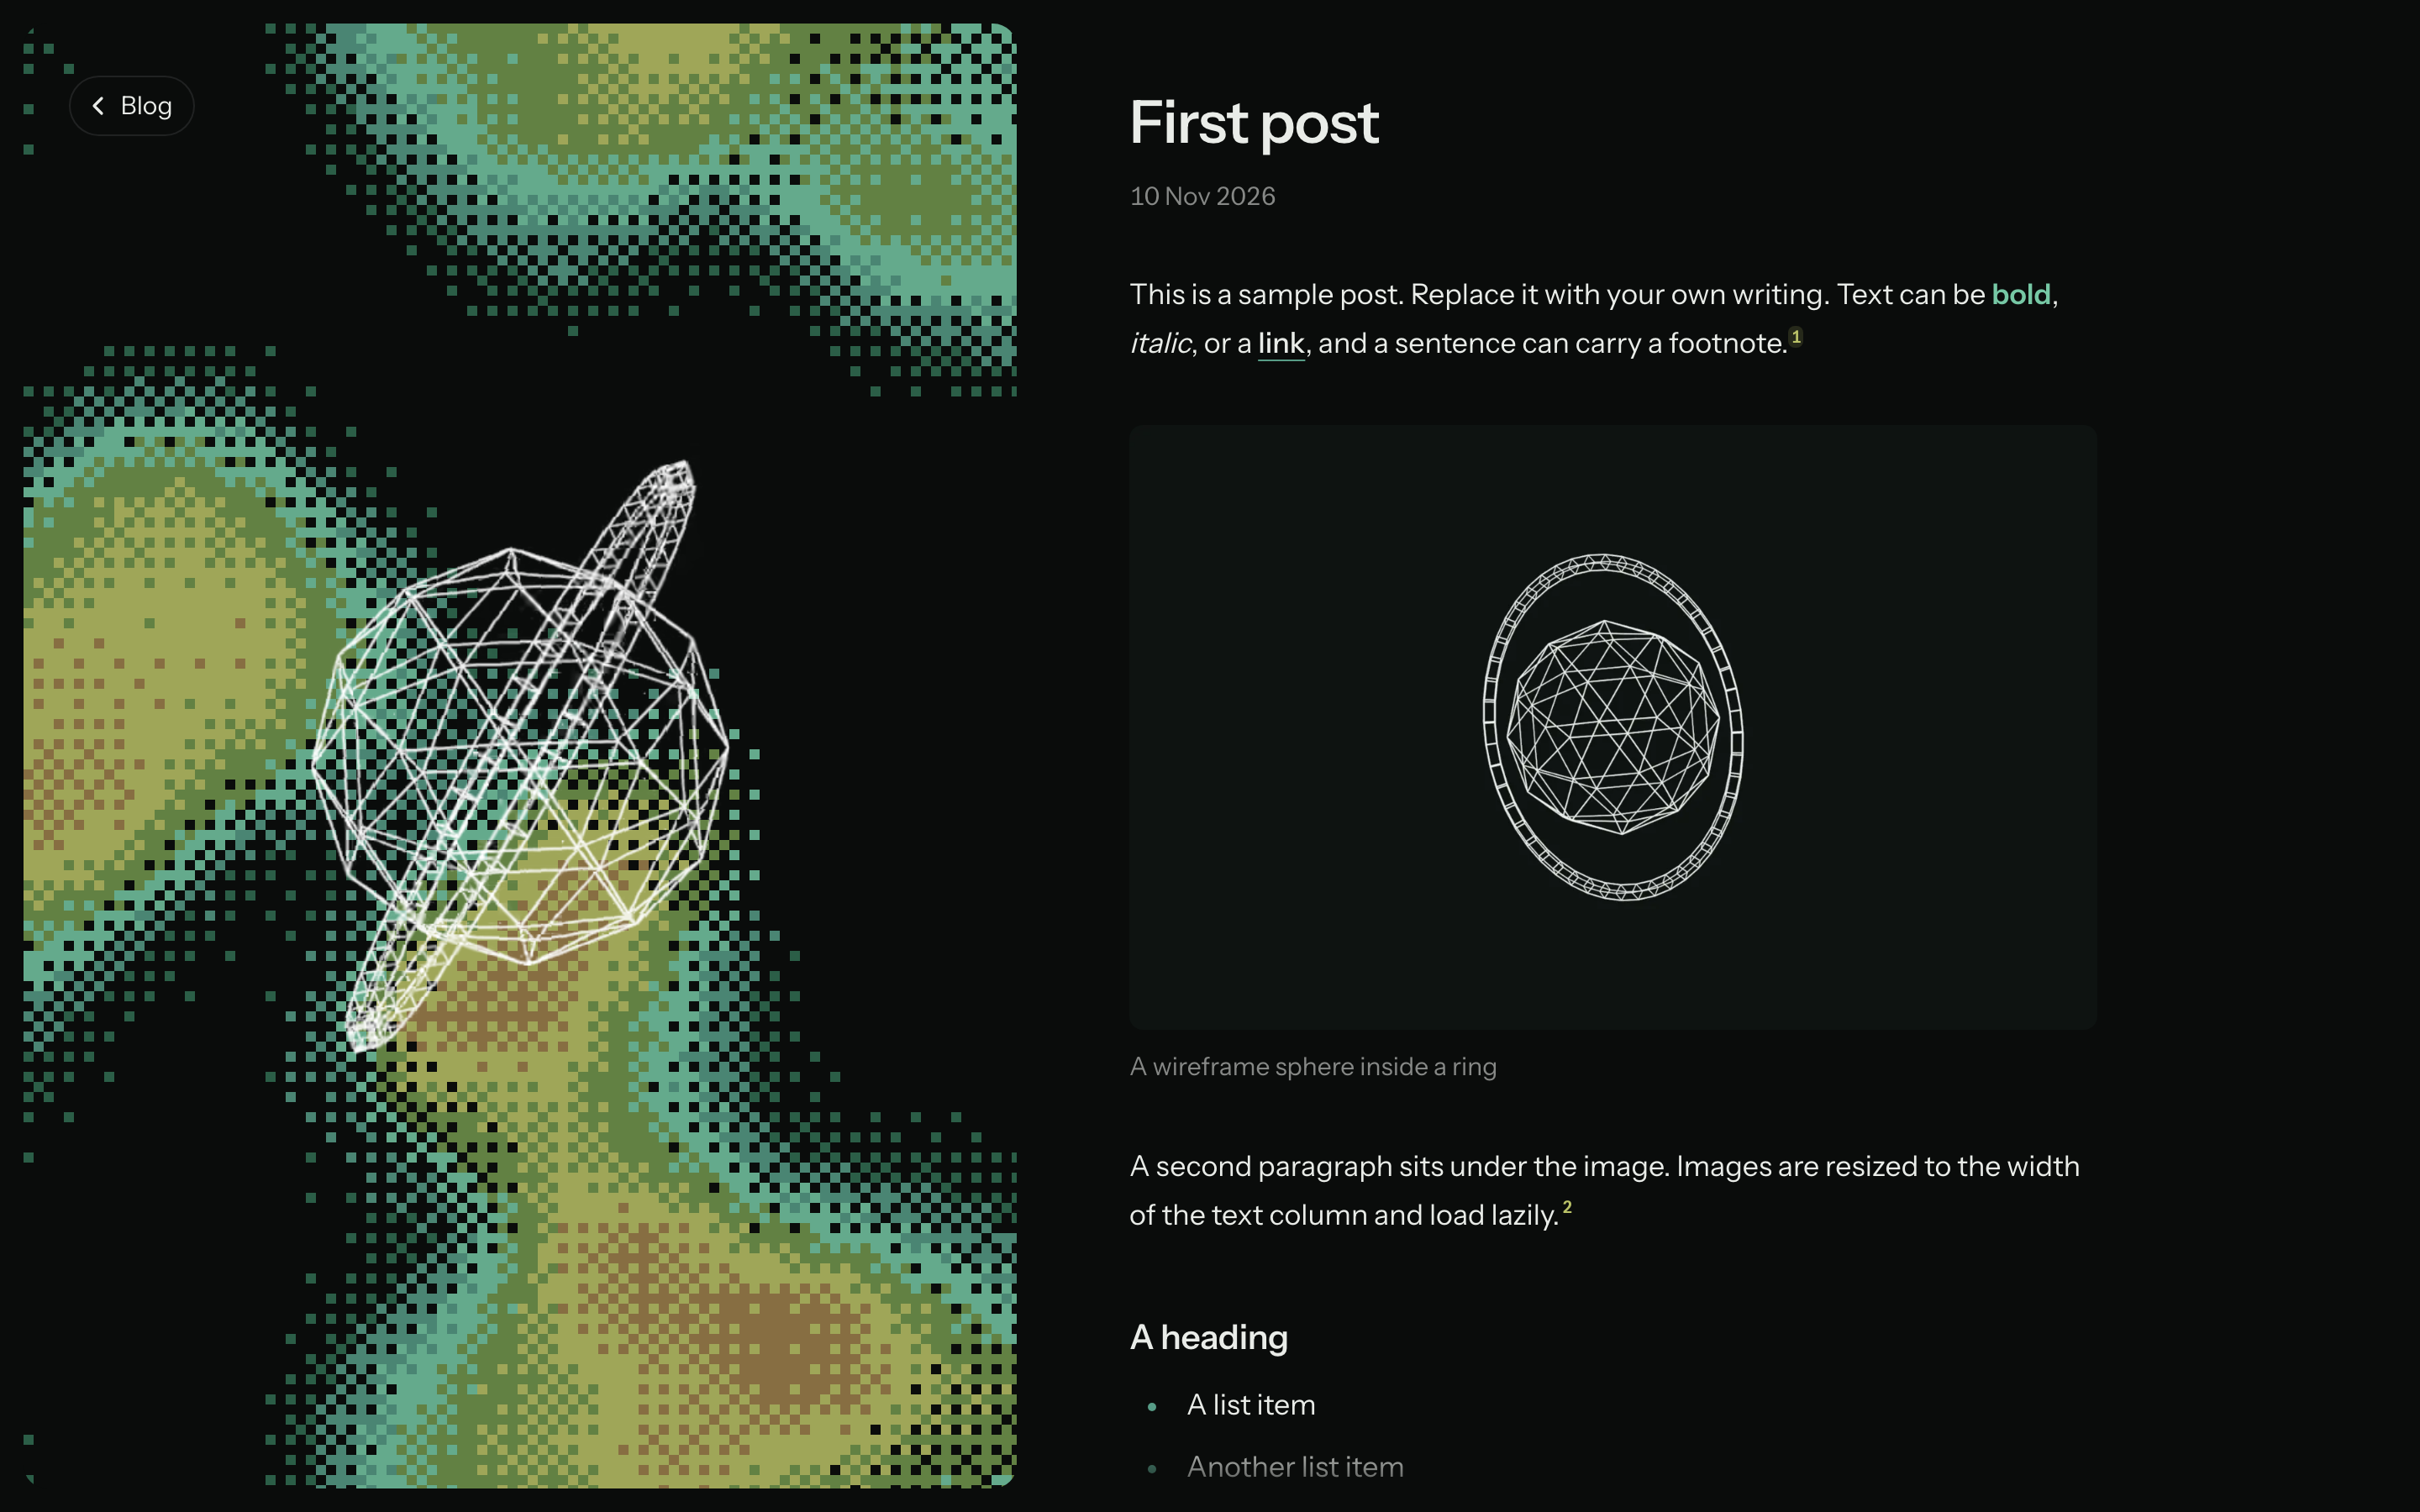 Blog
First post
10 Nov 2026
This is a sample post. Replace it with your own writing. Text can be bold,
italic, or a link, and a sentence can carry a footnote.1
A wireframe sphere inside a ring
A second paragraph sits under the image. Images are resized to the width
of the text column and load lazily.2
A heading
• A list item
• Another list item